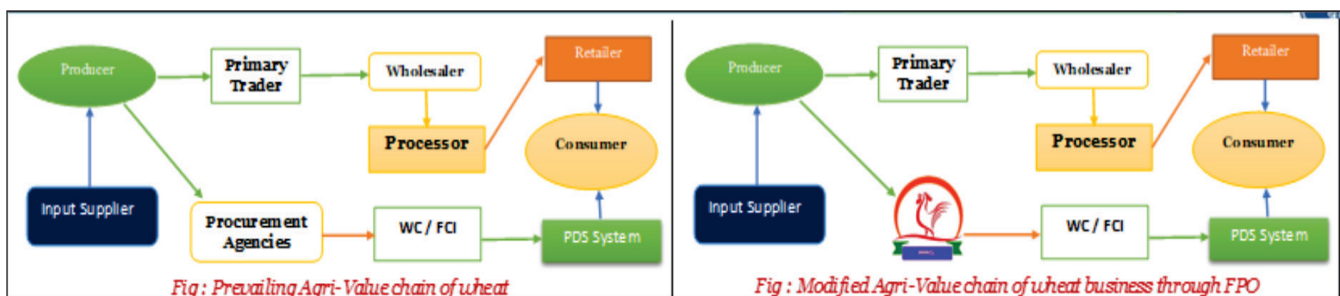 Producer
Primary
Trader
Wholesaler
Retailer
Processor
Consumer
Input Supplier
Procurement
Agencies
WC / FCI
PDS System
Fig : Prevailing Agri-Value chain of wheat
Producer
Primary
Trader
Wholesaler
Retailer
Processor
Consumer
Input Supplier
WC / FCI
PDS System
Fig : Modified Agri-Value chain of wheat business through FPO